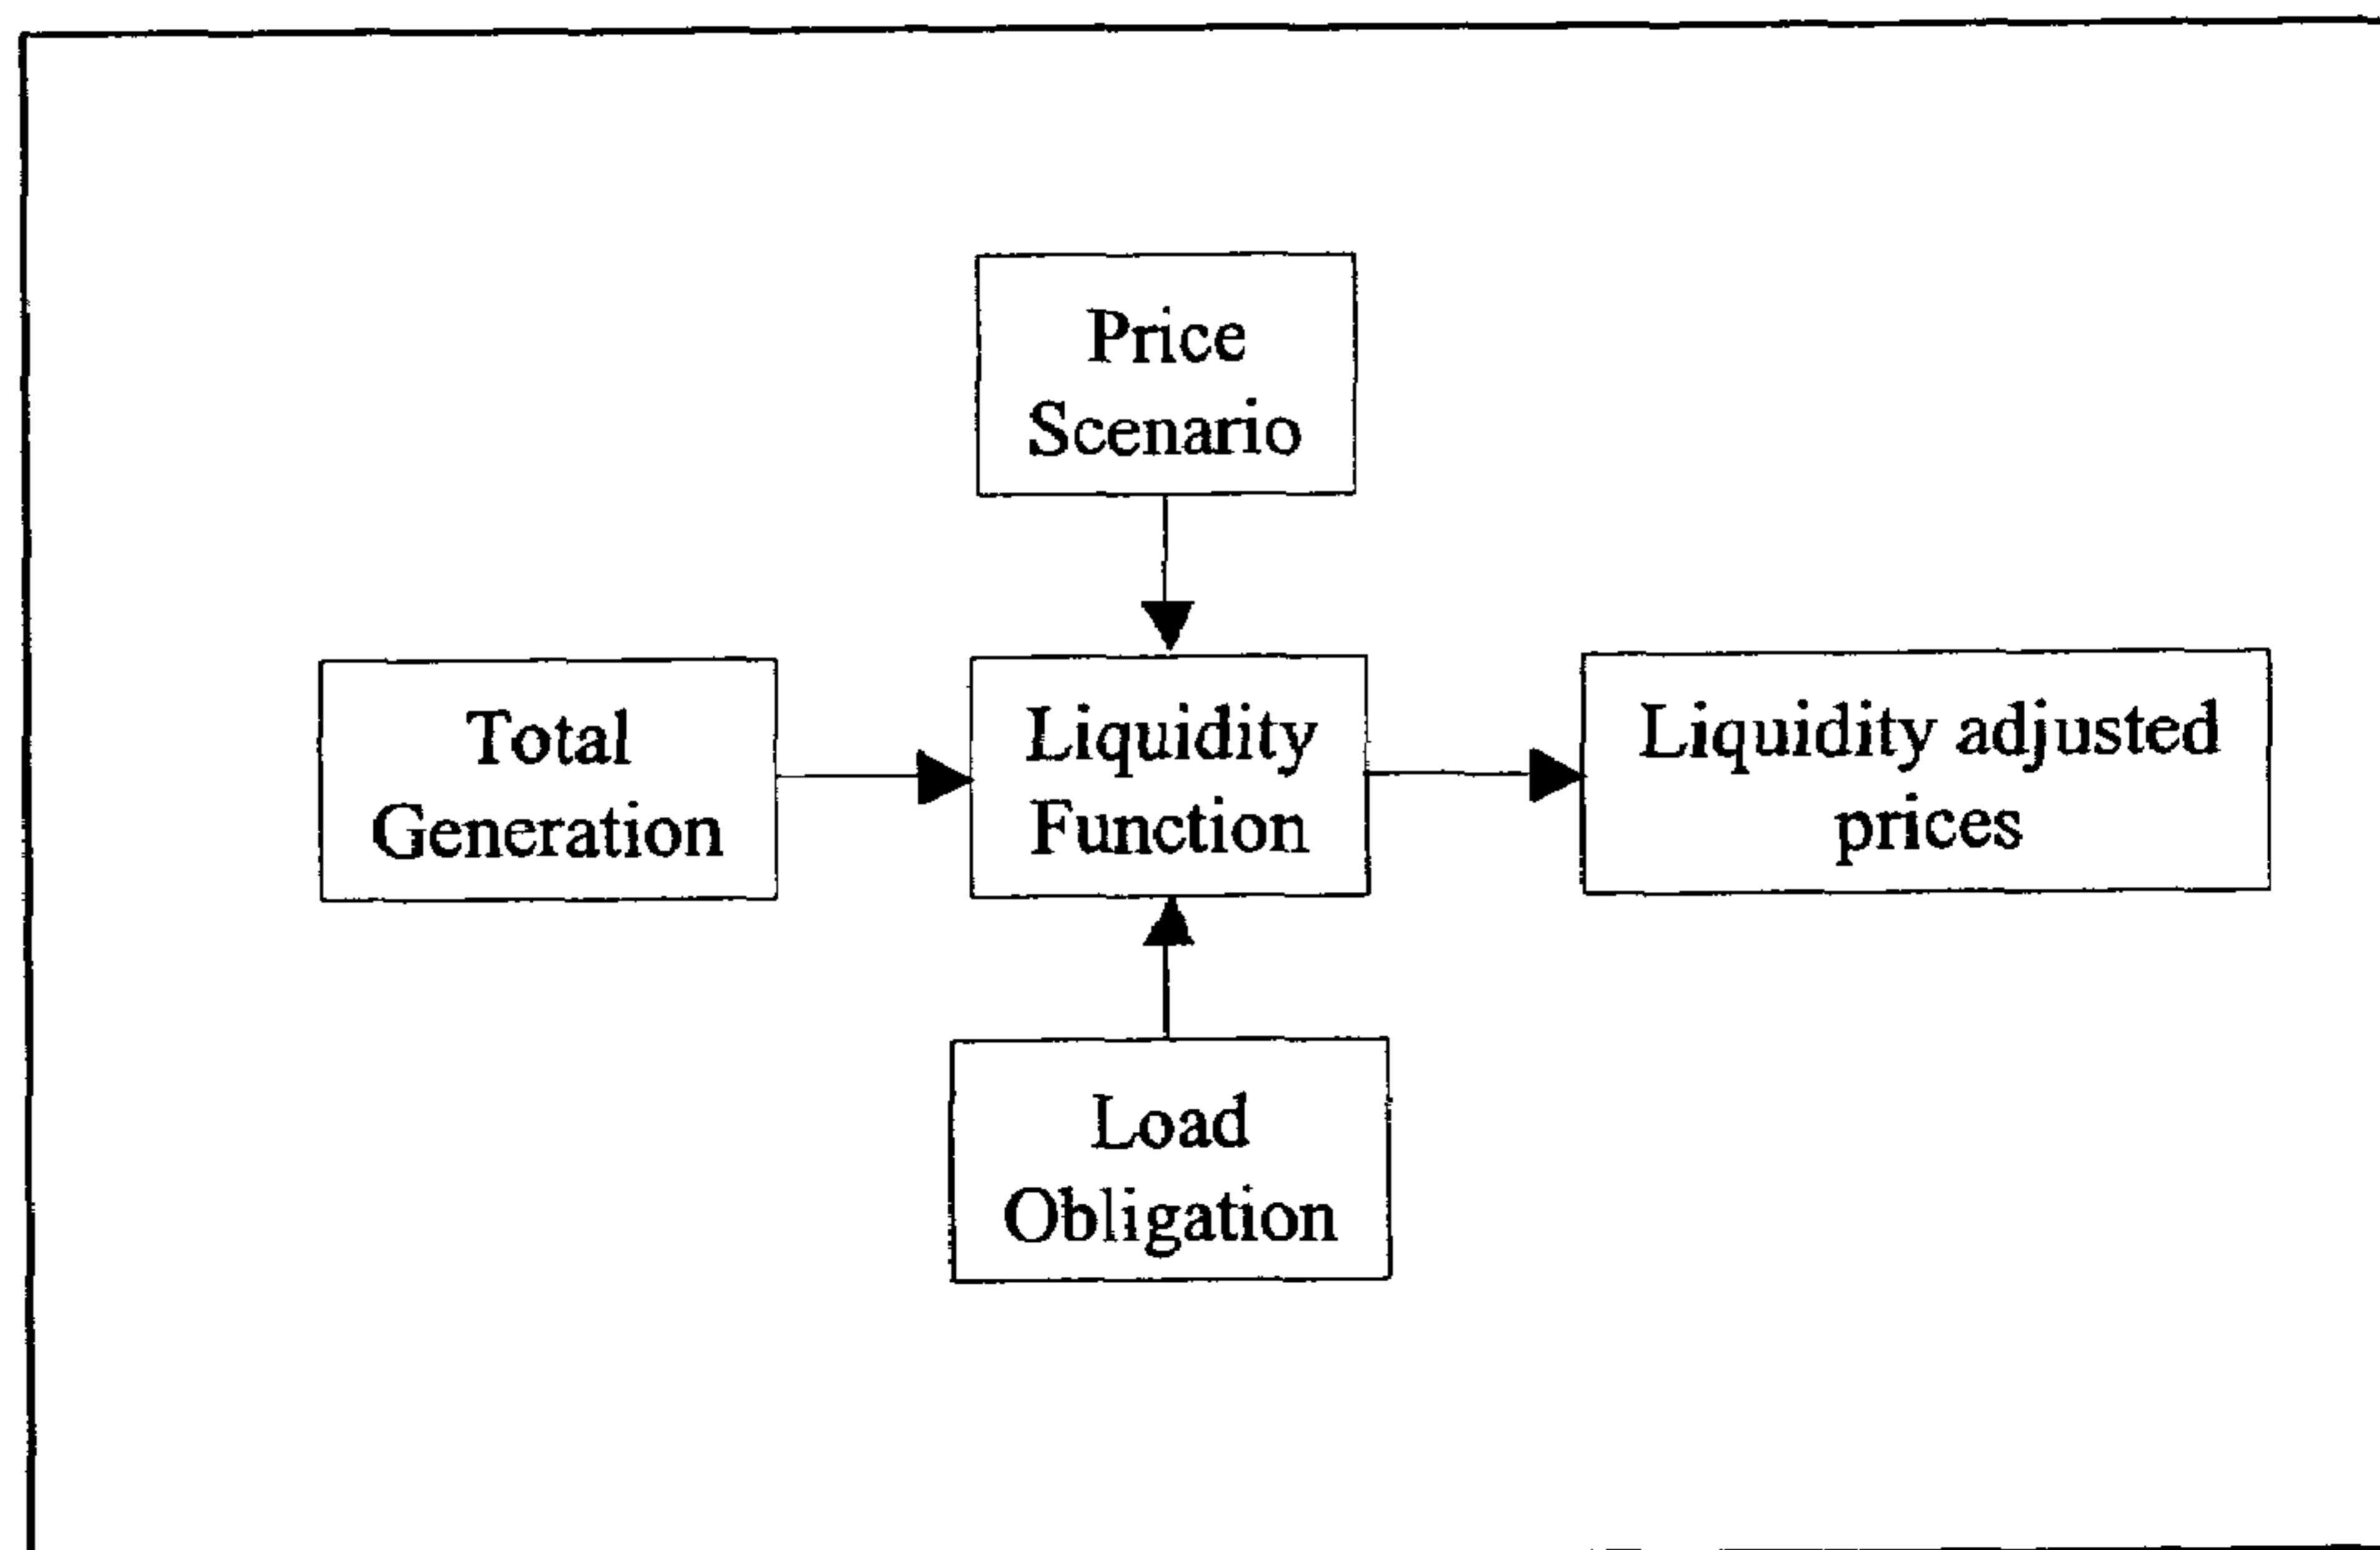 Price
Scenario
Total
Generation
Liquidity
Function
Liquidity adjusted
prices
Load
Obligation